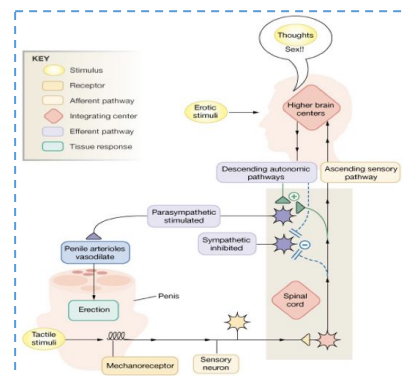 Thoughts
Sex!!
KEY
Stimulus
Receptor
Afferent pathway
Integrating center
Efferent pathway
Tissue response
Erotic
stimuli
Higher brain
centers
Descending autonomic
pathways
Ascending sensory
pathway
Parasympathetic
stimulated
Sympathetic
inhibited
Penile arterioles
vasodilate
Penis
Erection
Spinal
cord
Tactile
stimuli
Mechanoreceptor
Sensory
neuron
+
−